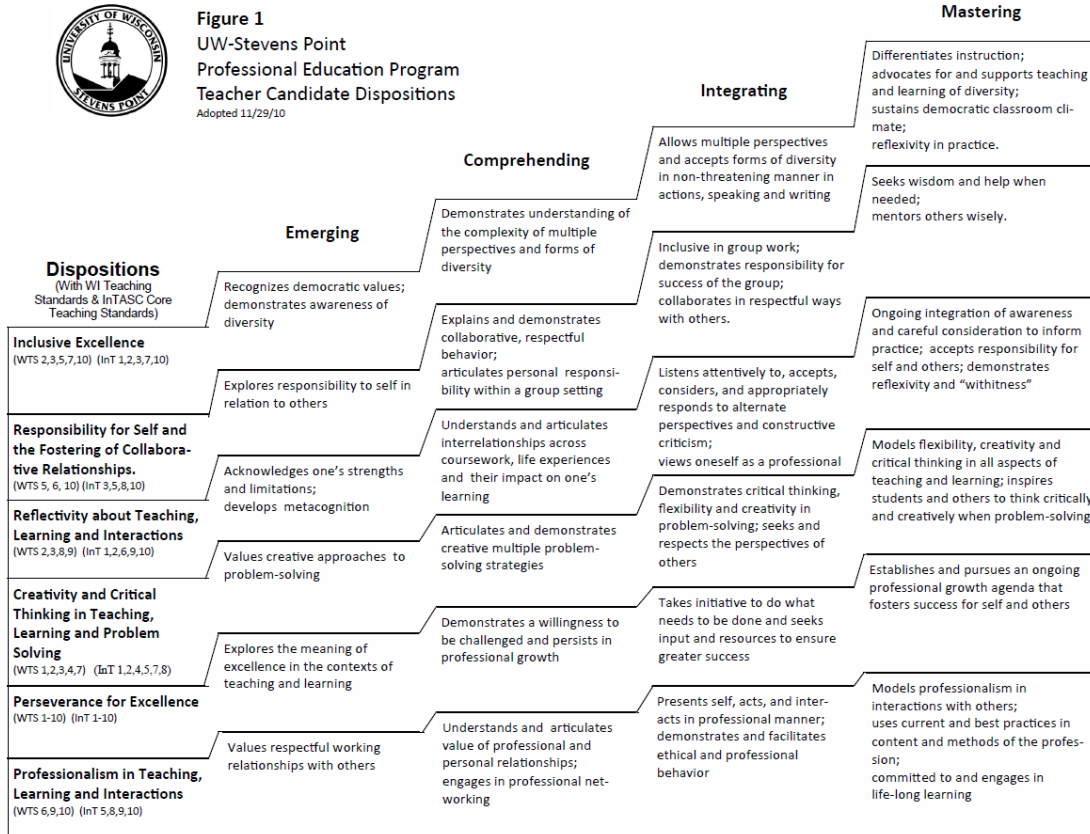 UNIVERSITY OF WISCONSIN
STEVENS POINT
Figure 1
UW-Stevens Point
Professional Education Program
Teacher Candidate Dispositions
Adopted 11/29/10
Dispositions
(With WI Teaching
Standards & InTASC Core
Teaching Standards)
Inclusive Excellence
(WTS 2,3,5,7,10) (InT 1,2,3,7,10)
Responsibility for Self and
the Fostering of Collabora-
tive Relationships.
(WTS 5, 6, 10) (InT 3,5,8,10)
Reflectivity about Teaching,
Learning and Interactions
(WTS 2,3,8,9) (InT 1,2,6,9,10)
Creativity and Critical
Thinking in Teaching,
Learning and Problem
Solving
(WTS 1,2,3,4,7) (InT 1,2,4,5,7,8)
Perseverance for Excellence
(WTS 1-10) (InT 1-10)
Professionalism in Teaching,
Learning and Interactions
(WTS 6,9,10) (InT 5,8,9,10)
Emerging
Recognizes democratic values;
demonstrates awareness of
diversity
Explores responsibility to self in
relation to others
Acknowledges one's strengths
and limitations;
develops metacognition
Values creative approaches to
problem-solving
Explores the meaning of
excellence in the contexts of
teaching and learning
Values respectful working
relationships with others
Comprehending
Demonstrates understanding of
the complexity of multiple
perspectives and forms of
diversity
Explains and demonstrates
collaborative, respectful
behavior;
articulates personal responsi-
bility within a group setting
Understands and articulates
interrelationships across
coursework, life experiences
and their impact on one's
learning
Articulates and demonstrates
creative multiple problem-
solving strategies
Demonstrates a willingness to
be challenged and persists in
professional growth
Understands and articulates
value of professional and
personal relationships;
engages in professional net-
working
Integrating
Allows multiple perspectives
and accepts forms of diversity
in non-threatening manner in
actions, speaking and writing
Inclusive in group work;
demonstrates responsibility for
success of the group;
collaborates in respectful ways
with others.
Listens attentively to, accepts,
considers, and appropriately
responds to alternate
perspectives and constructive
criticism;
views oneself as a professional
Demonstrates critical thinking,
flexibility and creativity in
problem-solving; seeks and
respects the perspectives of
others
Takes initiative to do what
needs to be done and seeks
input and resources to ensure
greater success
Presents self, acts, and inter-
acts in professional manner;
demonstrates and facilitates
ethical and professional
behavior
Mastering
Differentiates instruction;
advocates for and supports teaching
and learning of diversity;
sustains democratic classroom cli-
mate;
reflexivity in practice.
Seeks wisdom and help when
needed;
mentors others wisely.
Ongoing integration of awareness
and careful consideration to inform
practice; accepts responsibility for
self and others; demonstrates
reflexivity and "withitness"
Models flexibility, creativity and
critical thinking in all aspects of
teaching and learning; inspires
students and others to think critically
and creatively when problem-solving
Establishes and pursues an ongoing
professional growth agenda that
fosters success for self and others
Models professionalism in
interactions with others;
uses current and best practices in
content and methods of the profes-
sion;
committed to and engages in
life-long learning